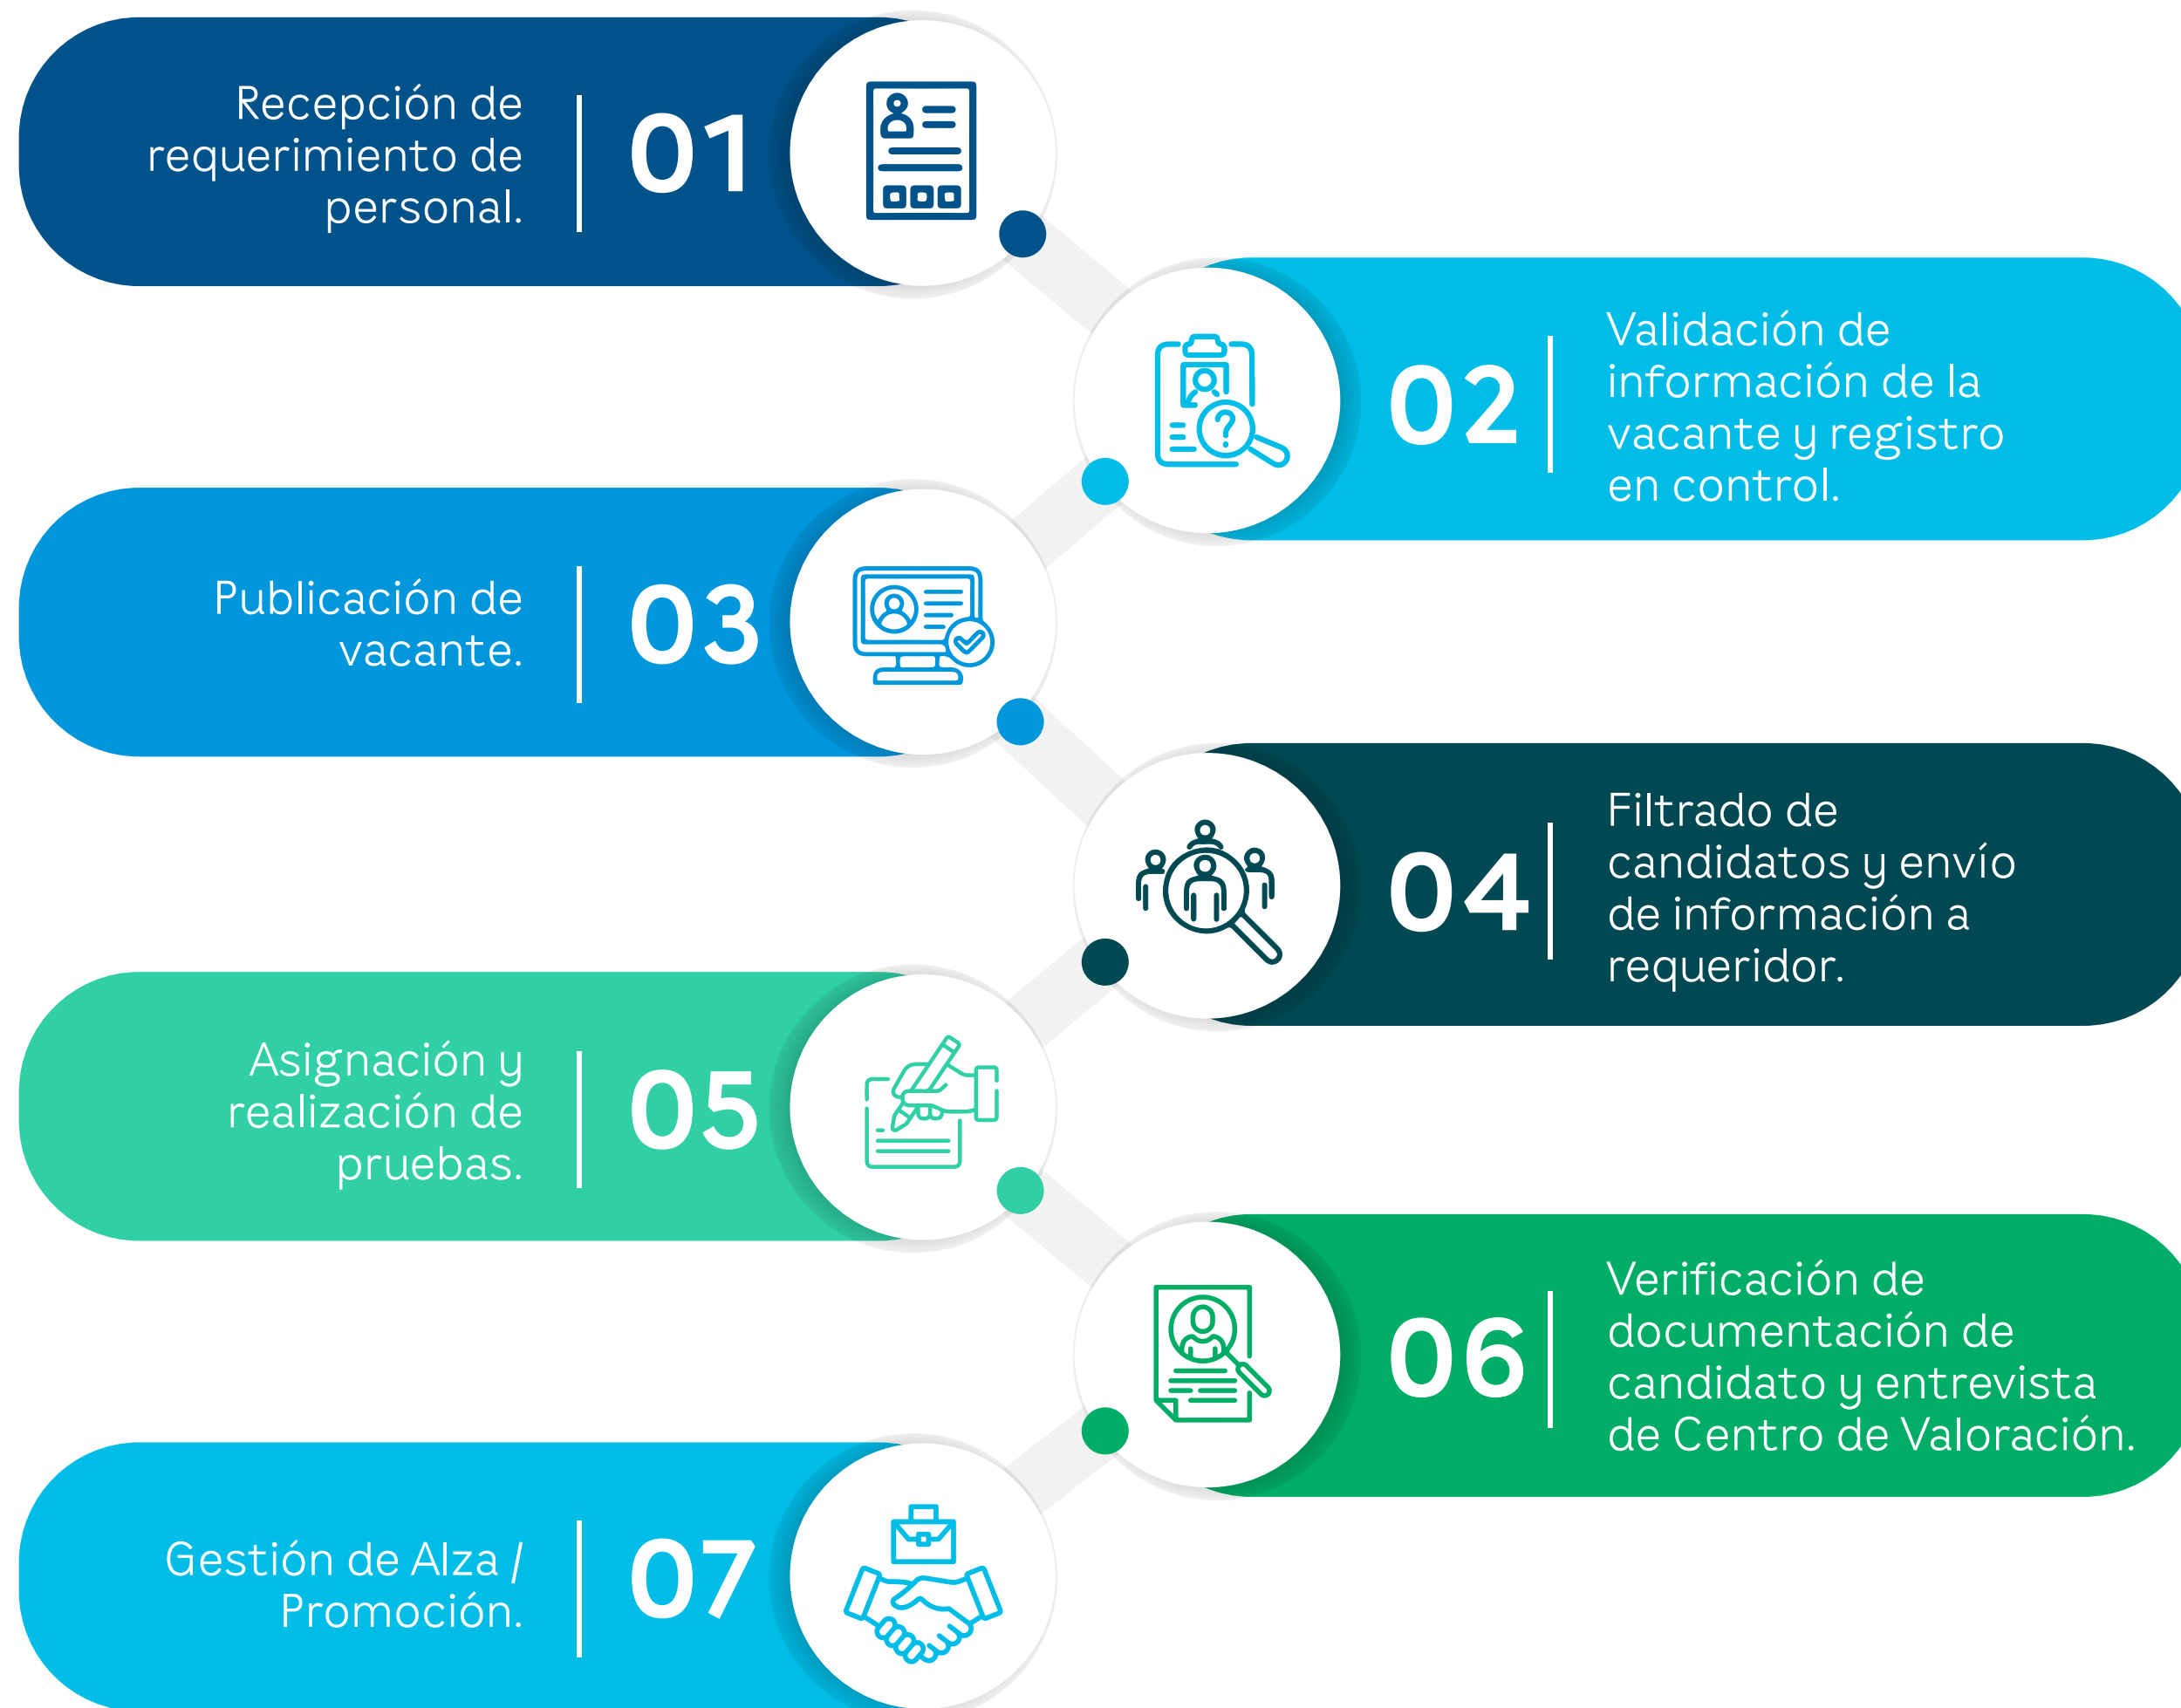 Recepción de
requerimiento de
personal.
01
02
Validación de
información de la
vacante y registro
en control.
Publicación de
vacante.
03
04
Filtrado de
candidatos y envío
de información a
requeridor.
Asignación y
realización de
pruebas.
05
06
Verificación de
documentación de
candidato y entrevista
de Centro de Valoración.
Gestión de Alza /
Promoción.
07